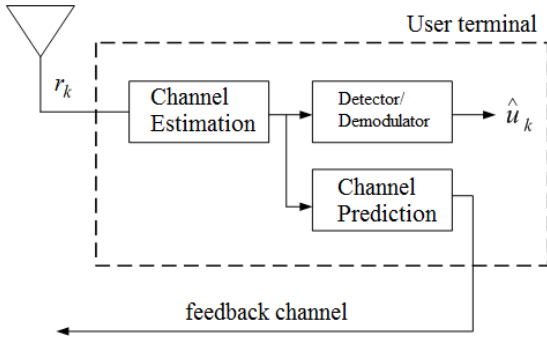 User terminal
r_k
Channel
Estimation
Detector/
Demodulator
û_k
Channel
Prediction
feedback channel